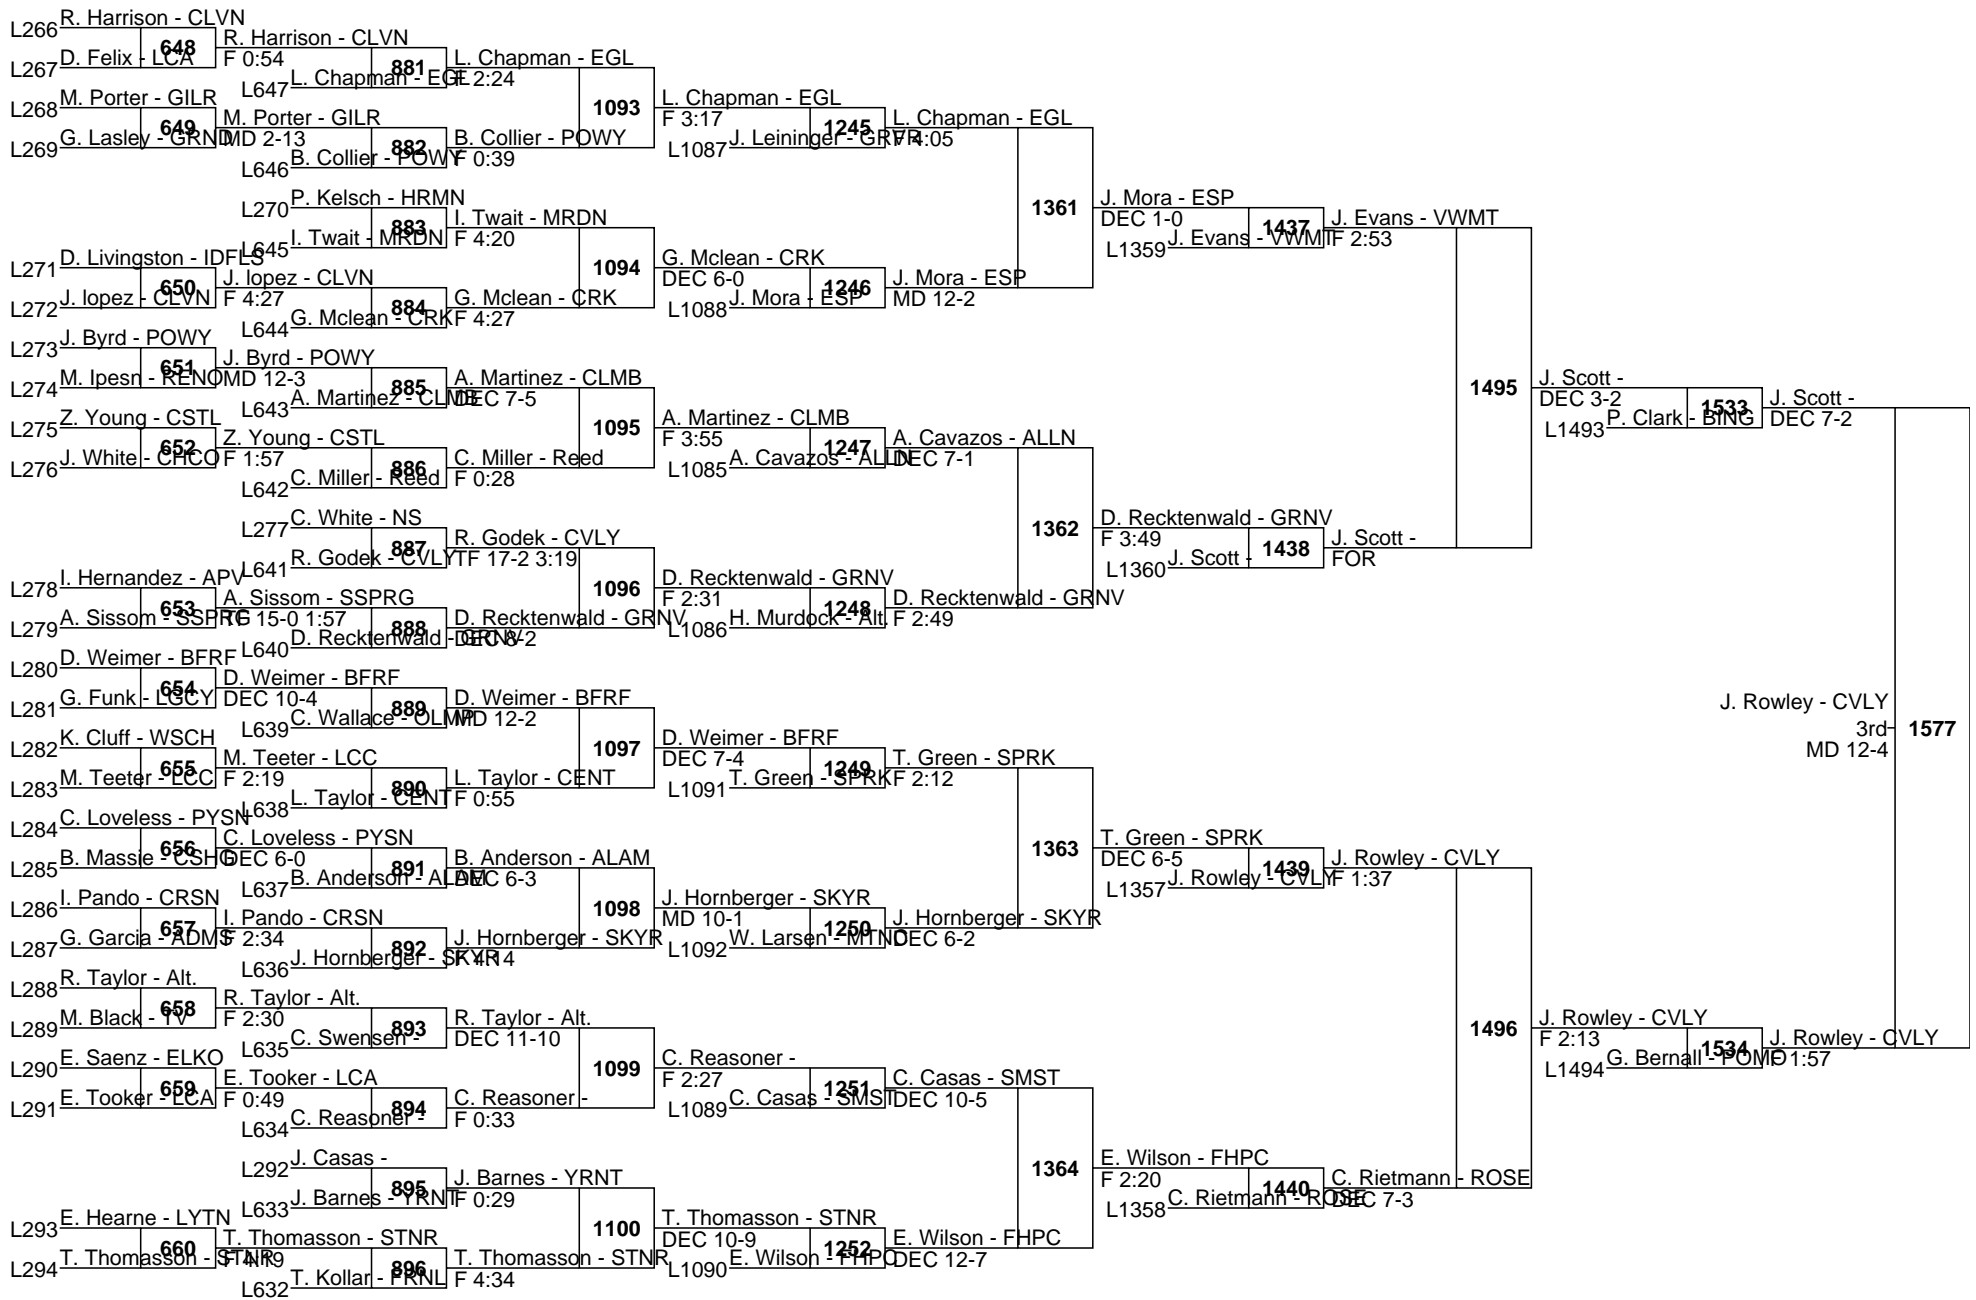 R. Harrison - CLVN
L266
648
R. Harrison - CLVN
D. Felix - LCA
F 0:54
L267
881
L. Chapman - EGL
L. Chapman - EGL
F 2:24
L647
M. Porter - GILR
L268
1093
L. Chapman - EGL
F 3:17
649
M. Porter - GILR
G. Lasley - GRND
MD 2-13
L269
882
B. Collier - POWY
B. Collier - POWY
F 0:39
L646
1245
L. Chapman - EGL
J. Leininger - GRVR
F 4:05
L1087
P. Kelsch - HRMN
L270
883
I. Twait - MRDN
I. Twait - MRDN
F 4:20
L645
1361
J. Mora - ESP
DEC 1-0
1437
J. Evans - VWMT
J. Evans - VWMT
F 2:53
L1359
D. Livingston - IDFLS
L271
1094
G. Mclean - CRK
DEC 6-0
650
J. lopez - CLVN
J. lopez - CLVN
F 4:27
L272
1246
J. Mora - ESP
J. Mora - ESP
MD 12-2
L1088
884
G. Mclean - CRK
G. Mclean - CRK
F 4:27
L644
J. Byrd - POWY
L273
651
J. Byrd - POWY
M. Ipesn - RENO
MD 12-3
L274
885
A. Martinez - CLMB
A. Martinez - CLMB
DEC 7-5
L643
1495
J. Scott -
DEC 3-2
1533
J. Scott -
P. Clark - BING
DEC 7-2
L1493
Z. Young - CSTL
L275
1095
A. Martinez - CLMB
F 3:55
652
Z. Young - CSTL
J. White - CHCO
F 1:57
L276
1247
A. Cavazos - ALLN
A. Cavazos - ALLN
DEC 7-1
L1085
886
C. Miller - Reed
C. Miller - Reed
F 0:28
L642
C. White - NS
L277
887
R. Godek - CVLY
R. Godek - CVLY
TF 17-2 3:19
L641
1362
D. Recktenwald - GRNV
F 3:49
1438
J. Scott -
J. Scott -
FOR
L1360
I. Hernandez - APV
L278
1096
D. Recktenwald - GRNV
F 2:31
653
A. Sissom - SSPRG
A. Sissom - SSPRG
TF 15-0 1:57
L279
1248
D. Recktenwald - GRNV
H. Murdock - Alt.
F 2:49
L1086
888
D. Recktenwald - GRNV
D. Recktenwald - GRNV
DEC 8-2
L640
D. Weimer - BFRF
L280
654
D. Weimer - BFRF
G. Funk - LGCY
DEC 10-4
L281
889
D. Weimer - BFRF
C. Wallace - OLMP
MD 12-2
L639
J. Rowley - CVLY
3rd
1577
MD 12-4
K. Cluff - WSCH
L282
1097
D. Weimer - BFRF
DEC 7-4
655
M. Teeter - LCC
M. Teeter - LCC
F 2:19
L283
1249
T. Green - SPRK
T. Green - SPRK
F 2:12
L1091
890
L. Taylor - CENT
L. Taylor - CENT
F 0:55
L638
C. Loveless - PYSN
L284
656
C. Loveless - PYSN
B. Massie - CSHG
DEC 6-0
L285
891
B. Anderson - ALAM
B. Anderson - ALAM
DEC 6-3
L637
1363
T. Green - SPRK
DEC 6-5
1439
J. Rowley - CVLY
J. Rowley - CVLY
F 1:37
L1357
I. Pando - CRSN
L286
1098
J. Hornberger - SKYR
MD 10-1
657
I. Pando - CRSN
G. Garcia - ADMS
F 2:34
L287
1250
J. Hornberger - SKYR
W. Larsen - MTNC
DEC 6-2
L1092
892
J. Hornberger - SKYR
J. Hornberger - SKYR
F 4:14
L636
R. Taylor - Alt.
L288
658
R. Taylor - Alt.
M. Black - TV
F 2:30
L289
893
R. Taylor - Alt.
C. Swensen -
DEC 11-10
L635
1496
J. Rowley - CVLY
F 2:13
1534
J. Rowley - CVLY
G. Bernall - POMO
F 1:57
L1494
E. Saenz - ELKO
L290
1099
C. Reasoner -
F 2:27
659
E. Tooker - LCA
E. Tooker - LCA
F 0:49
L291
1251
C. Casas - SMST
C. Casas - SMST
DEC 10-5
L1089
894
C. Reasoner -
C. Reasoner -
F 0:33
L634
J. Casas -
L292
895
J. Barnes - YRNT
J. Barnes - YRNT
F 0:29
L633
1364
E. Wilson - FHPC
F 2:20
1440
C. Rietmann - ROSE
C. Rietmann - ROSE
DEC 7-3
L1358
E. Hearne - LYTN
L293
1100
T. Thomasson - STNR
DEC 10-9
660
T. Thomasson - STNR
T. Thomasson - STNR
F 4:19
L294
1252
E. Wilson - FHPC
E. Wilson - FHPC
DEC 12-7
L1090
896
T. Thomasson - STNR
T. Kollar - FRNL
F 4:34
L632